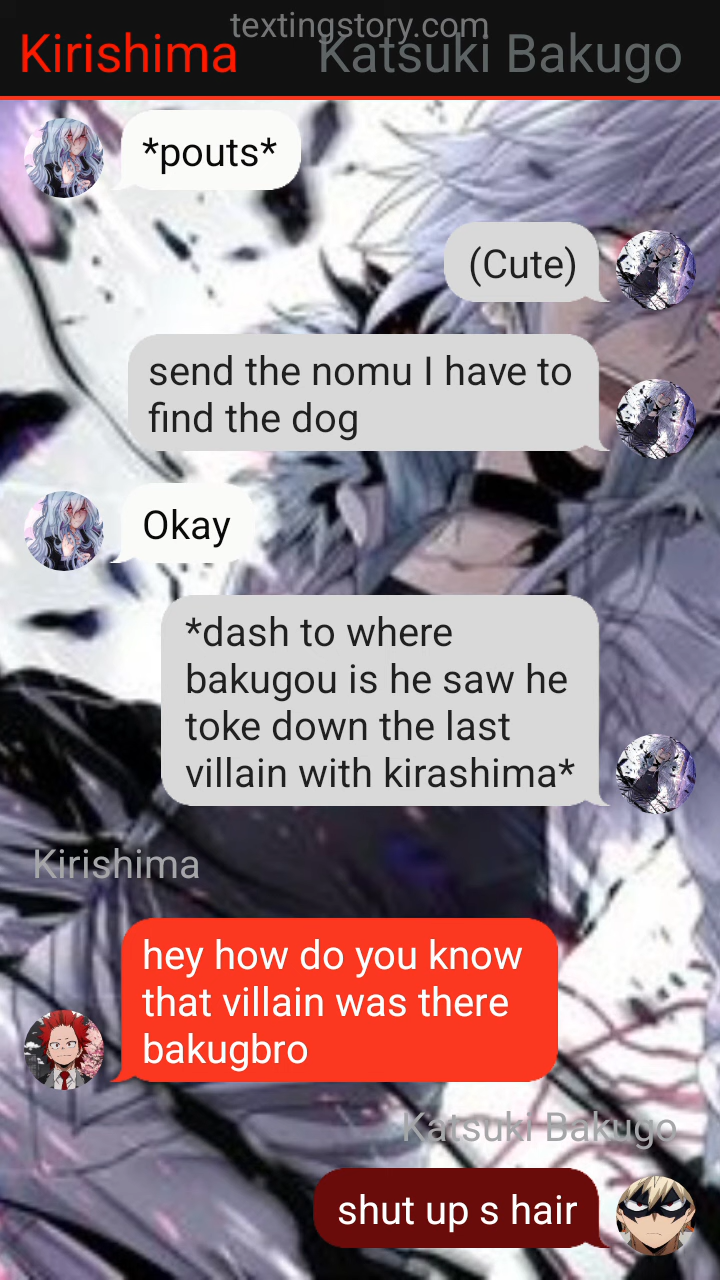 textingstory.com
Kirishima Katsuki Bakugo
*pouts*
(Cute)
send the nomu I have to
find the dog
Okay
*dash to where
bakugou is he saw he
toke down the last
villain with kirashima*
Kirishima
hey how do you know
that villain was there
bakugbro
Katsuki Bakugo
shut up s hair